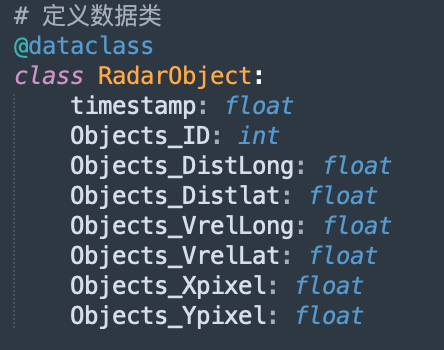 # 定义数据类
@dataclass
class RadarObject:
    timestamp: float
    Objects_ID: int
    Objects_DistLong: float
    Objects_Distlat: float
    Objects_VrelLong: float
    Objects_VrelLat: float
    Objects_Xpixel: float
    Objects_Ypixel: float